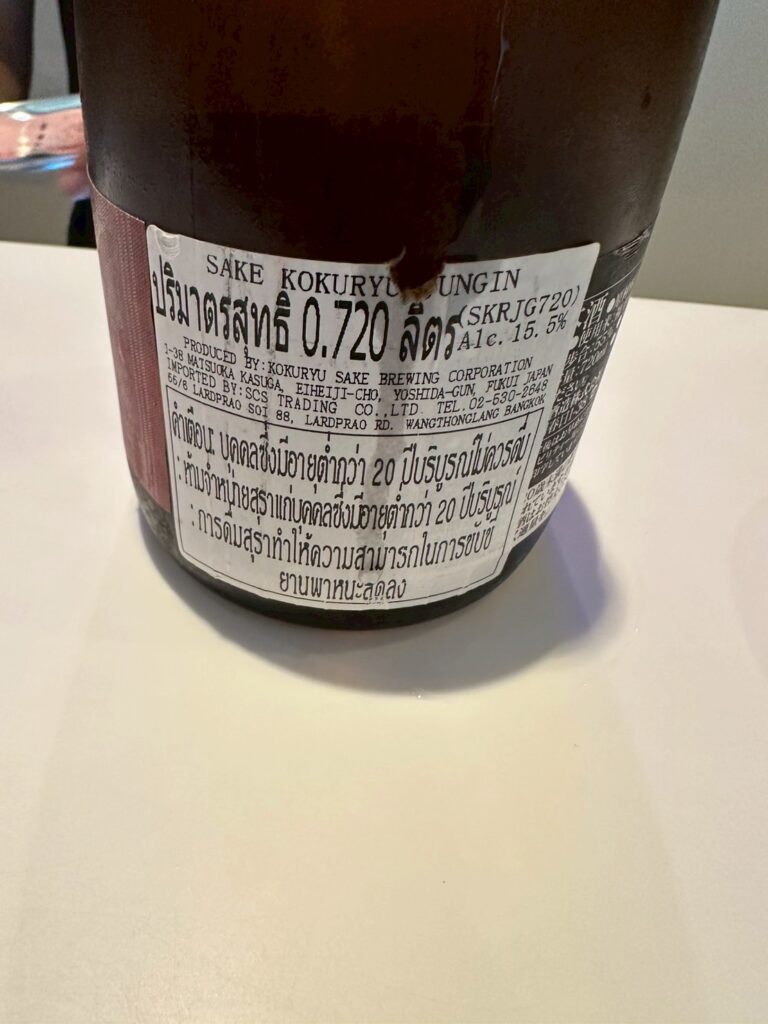 SAKE KOKURYU JUNGIN
ปริมาตรสุทธิ 0.720 ลิตร (SKRJG720)
Alc. 15.5%
PRODUCED BY:KOKURYU SAKE BREWING CORPORATION
1-38 MATSUOKA KASUGA, EIHEIJI-CHO, YOSHIDA-GUN, FUKUI JAPAN
IMPORTED BY:SCS TRADING CO.,LTD TEL.02-530-2848
66/6 LARDPRAO SOI 88, LARDPRAO RD. WANGTHONGLANG BANGKOK
คำเตือน: บุคคลซึ่งมีอายุต่ำกว่า 20 ปีบริบูรณ์ไม่ควรดื่ม
: ห้ามจำหน่ายสุราแก่บุคคลซึ่งมีอายุต่ำกว่า 20 ปีบริบูรณ์
: การดื่มสุราทำให้ความสามารถในการขับขี่
ยานพาหนะลดลง